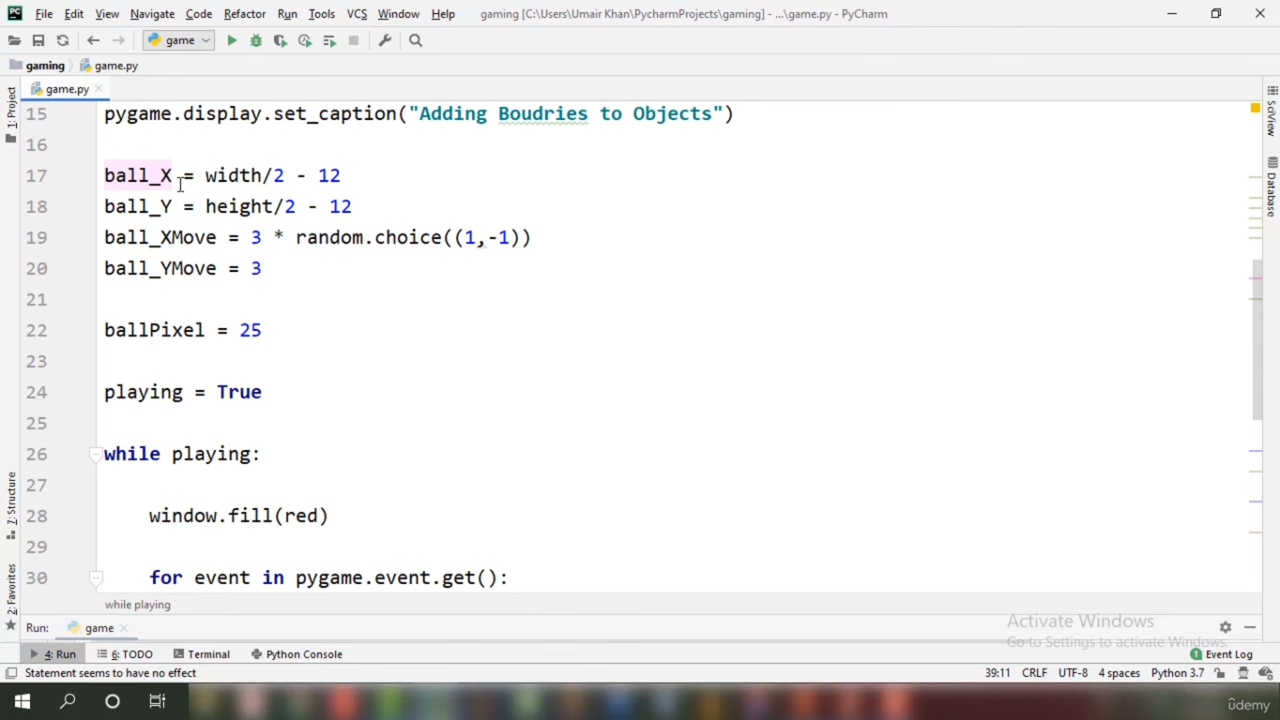 File Edit View Navigate Code Refactor Run Tools VCS Window Help gaming [C:\Users\Umair Khan\PycharmProjects\gaming] - ...\game.py - PyCharm
game
gaming game.py
game.py
1: Project
SciView
Database
7: Structure
2: Favorites
15 pygame.display.set_caption("Adding Boudries to Objects")
16
17 ball_X = width/2 - 12
18 ball_Y = height/2 - 12
19 ball_XMove = 3 * random.choice((1,-1))
20 ball_YMove = 3
21
22 ballPixel = 25
23
24 playing = True
25
26 while playing:
27
28 window.fill(red)
29
30 for event in pygame.event.get():
while playing
Activate Windows
Go to Settings to activate Windows.
Run: game
4: Run 6: TODO Terminal Python Console 1 Event Log
Statement seems to have no effect 39:11 CRLF UTF-8 4 spaces Python 3.7
ûdemy